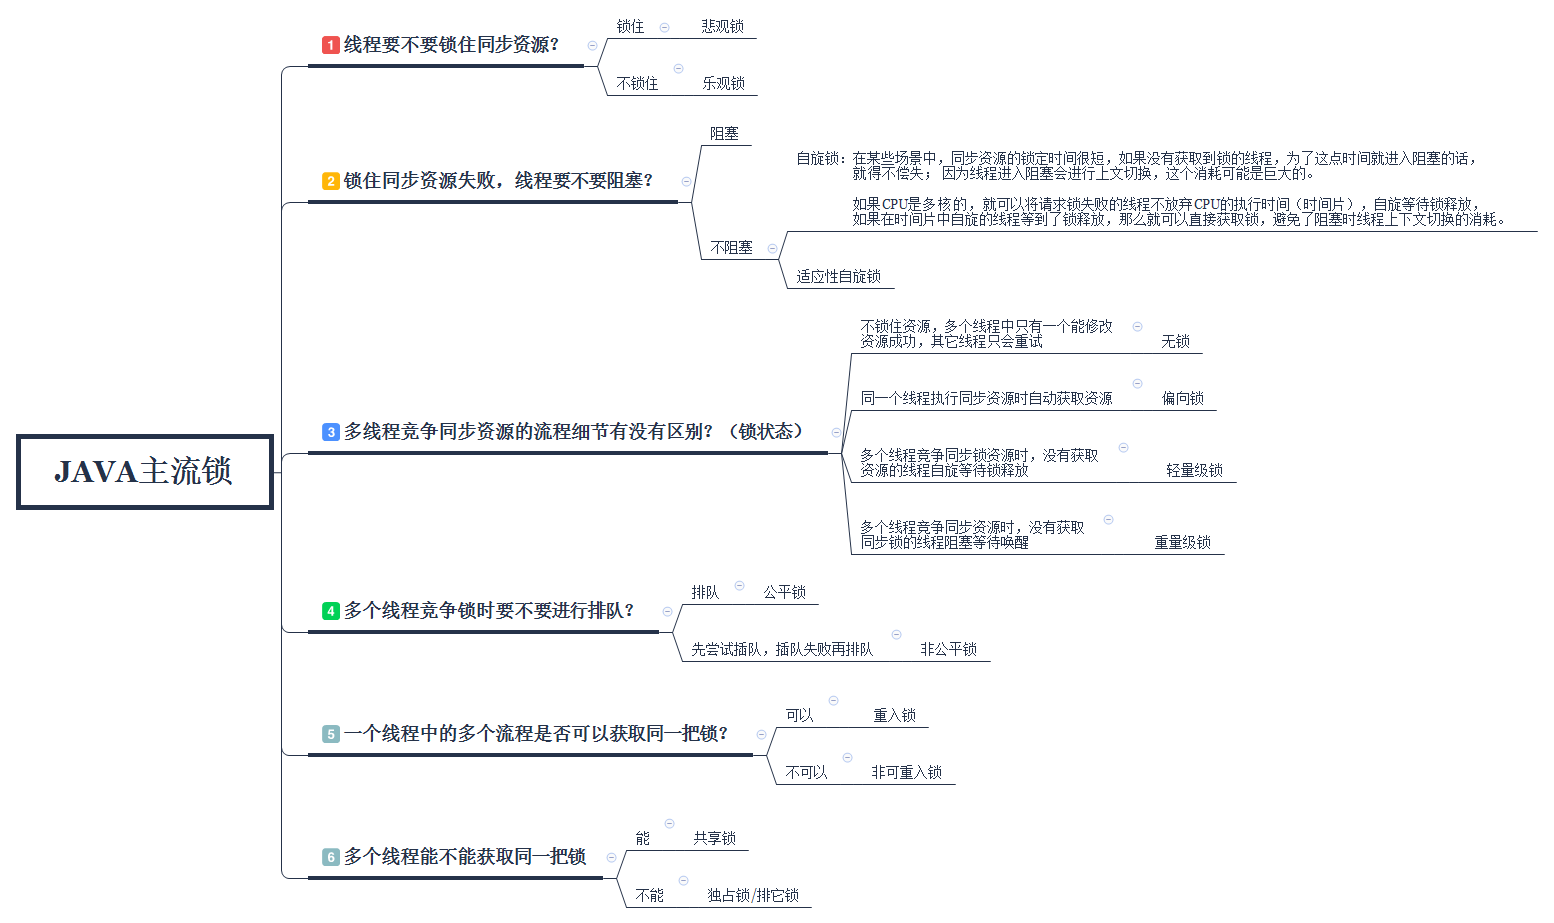 JAVA主流锁
1 线程要不要锁住同步资源？
锁住
悲观锁
不锁住
乐观锁
2 锁住同步资源失败，线程要不要阻塞？
阻塞
不阻塞
自旋锁：在某些场景中，同步资源的锁定时间很短，如果没有获取到锁的线程，为了这点时间就进入阻塞的话，
就得不偿失； 因为线程进入阻塞会进行上文切换，这个消耗可能是巨大的。
如果CPU是多核的，就可以将请求锁失败的线程不放弃CPU的执行时间（时间片），自旋等待锁释放，
如果在时间片中自旋的线程等到了锁释放，那么就可以直接获取锁，避免了阻塞时线程上下文切换的消耗。
适应性自旋锁
3 多线程竞争同步资源的流程细节有没有区别？（锁状态）
不锁住资源，多个线程中只有一个能修改
资源成功，其它线程只会重试
无锁
同一个线程执行同步资源时自动获取资源
偏向锁
多个线程竞争同步锁资源时，没有获取
资源的线程自旋等待锁释放
轻量级锁
多个线程竞争同步资源时，没有获取
同步锁的线程阻塞等待唤醒
重量级锁
4 多个线程竞争锁时要不要进行排队？
排队
公平锁
先尝试插队，插队失败再排队
非公平锁
5 一个线程中的多个流程是否可以获取同一把锁？
可以
重入锁
不可以
非可重入锁
6 多个线程能不能获取同一把锁
能
共享锁
不能
独占锁/排它锁